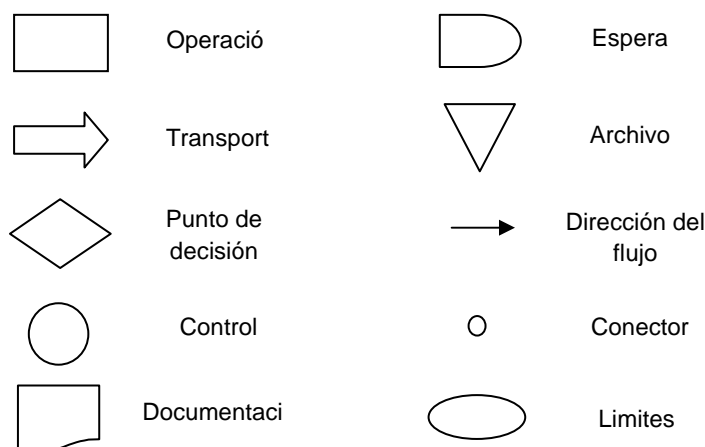 Operació
Espera
Transport
Archivo
Punto de
decisión
Dirección del
flujo
Control
Conector
Documentaci
Limites